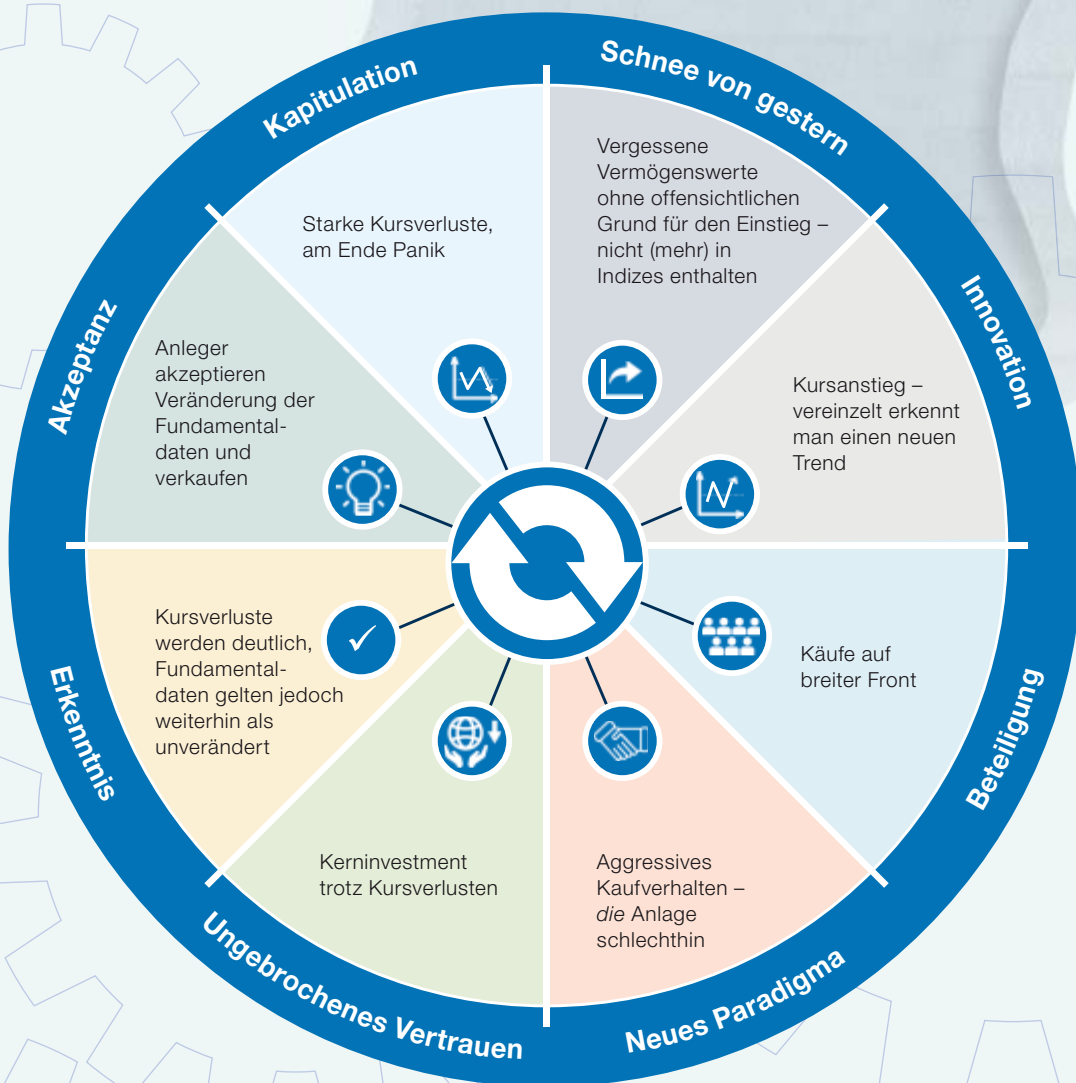 Schnee von gestern
Vergessene
Vermögenswerte
ohne offensichtlichen
Grund für den Einstieg –
nicht (mehr) in
Indizes enthalten
Innovation
Kursanstieg –
vereinzelt erkennt
man einen neuen
Trend
Beteiligung
Käufe auf
breiter Front
Neues Paradigma
Aggressives
Kaufverhalten –
die Anlage
schlechthin
Ungebrochenes Vertrauen
Kerninvestment
trotz Kursverlusten
Erkenntnis
Kursverluste
werden deutlich,
Fundamental-
daten gelten jedoch
weiterhin als
unverändert
Akzeptanz
Anleger
akzeptieren
Veränderung der
Fundamental-
daten und
verkaufen
Kapitulation
Starke Kursverluste,
am Ende Panik